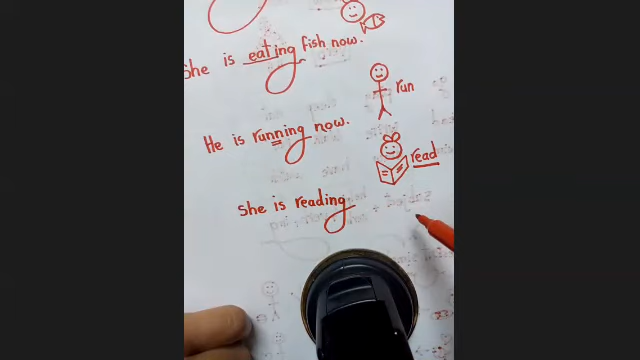 She is eating fish now.
run
He is running now.
read
She is reading